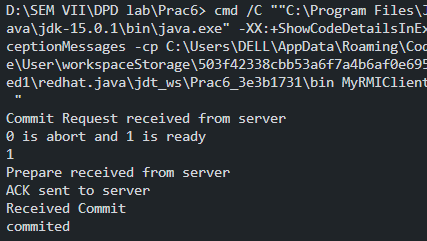 D:\SEM VII\DPD lab\Prac6> cmd /C ""C:\Program Files\J
ava\jdk-15.0.1\bin\java.exe" -XX:+ShowCodeDetailsInEx
ceptionMessages -cp C:\Users\DELL\AppData\Roaming\Cod
e\User\workspaceStorage\503f42338cbb53a6f7a4b6af0e695
ed1\redhat.java\jdt_ws\Prac6_3e3b1731\bin MyRMIClient
"
Commit Request received from server
0 is abort and 1 is ready
1
Prepare received from server
ACK sent to server
Received Commit
commited